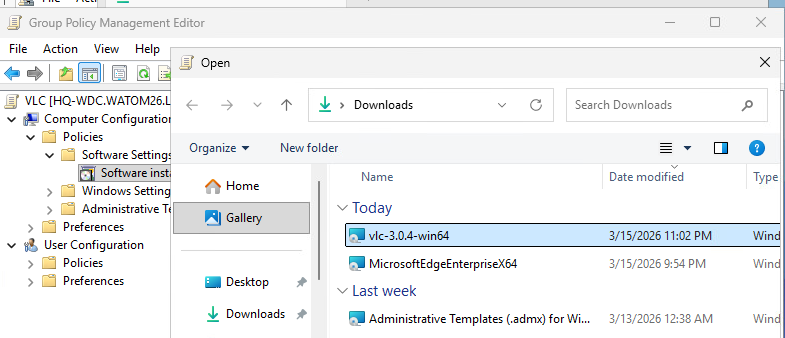 Group Policy Management Editor
File Action View Help
Open
VLC [HQ-WDC.WATOM26.L
Computer Configuratio
Policies
Software Settings
Software insta
Windows Setting
Administrative Te
Preferences
User Configuration
Policies
Preferences
Downloads
Search Downloads
Organize New folder
Home
Gallery
Desktop
Downloads
Name Date modified Type
Today
vlc-3.0.4-win64 3/15/2026 11:02 PM Wind
MicrosoftEdgeEnterpriseX64 3/15/2026 9:54 PM Wind
Last week
Administrative Templates (.admx) for Wi... 3/13/2026 12:38 AM Wind